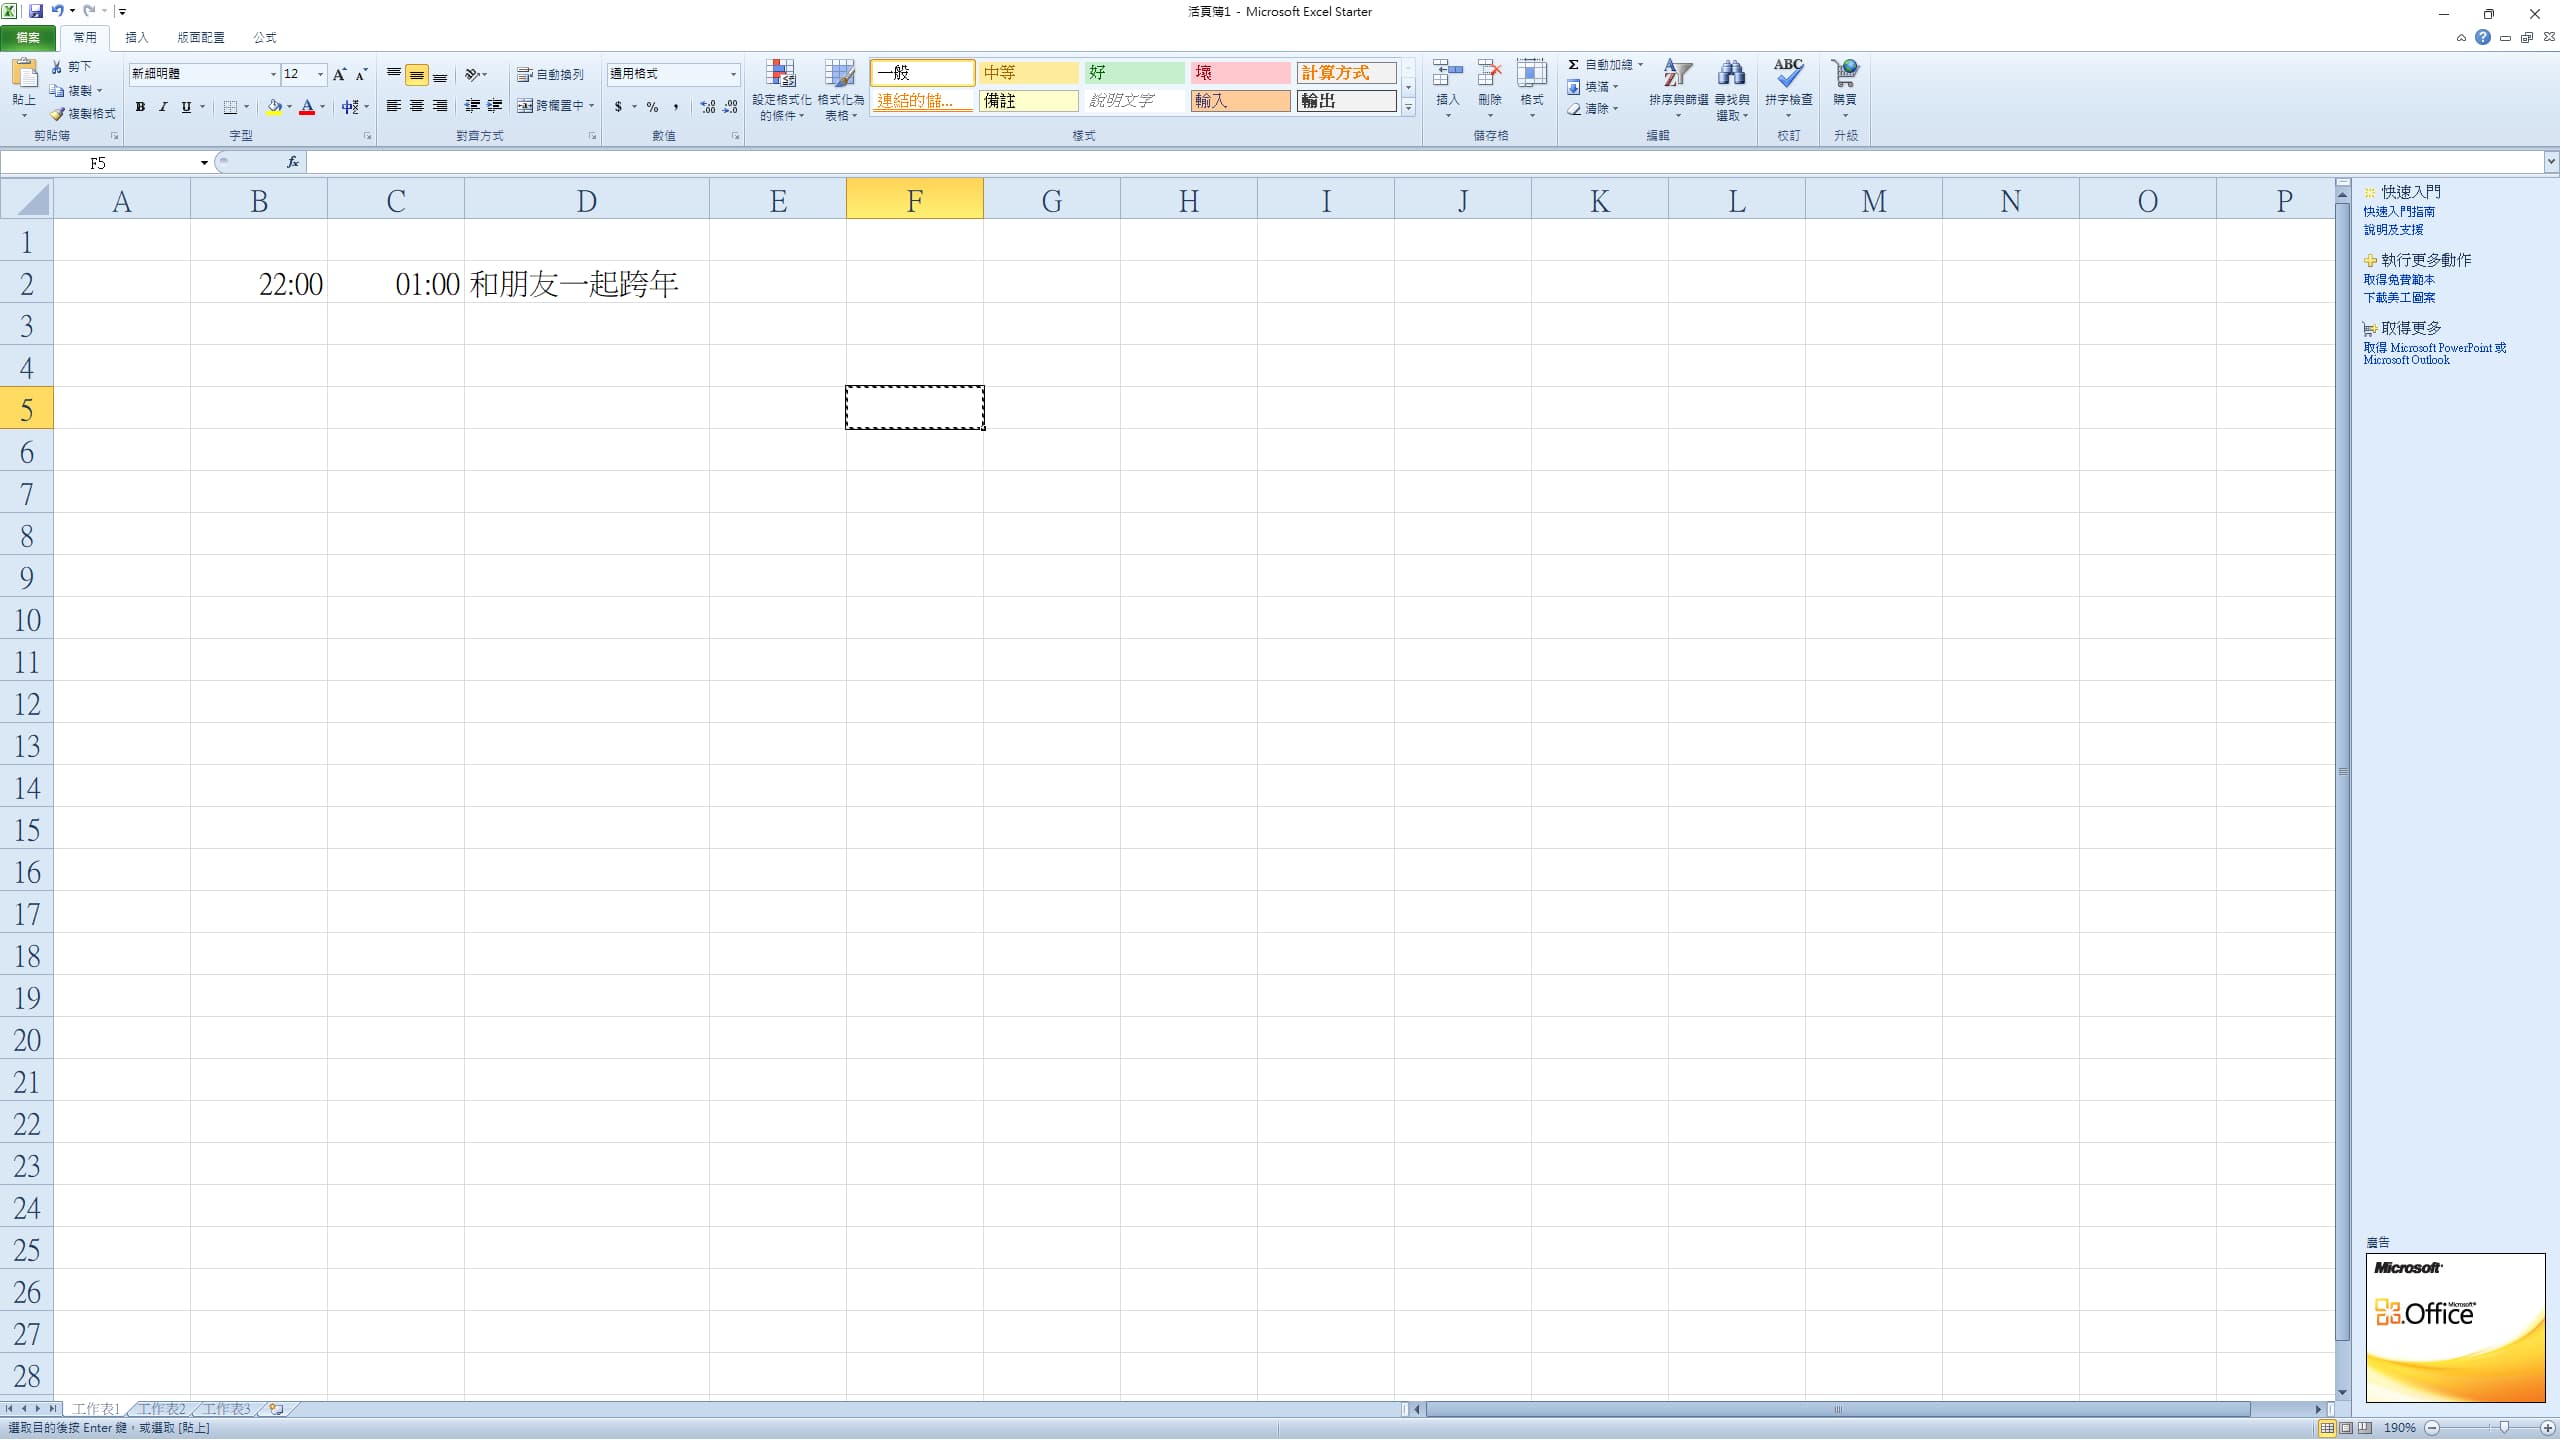 活頁簿1 - Microsoft Excel Starter
檔案 常用 插入 版面配置 公式
貼上
剪下
複製
複製格式
剪貼簿
新細明體 12
B I U
字型
自動換列
跨欄置中
對齊方式
通用格式
$ % ,
數值
設定格式化的條件
格式化為表格
一般 中等 好 壞 計算方式
連結的儲... 備註 說明文字 輸入 輸出
樣式
插入 刪除 格式
儲存格
Σ 自動加總
填滿
清除
排序與篩選
尋找與選取
編輯
ABC
拼字檢查
校訂
購買
升級
F5 fx
A B C D E F G H I J K L M N O P
1
2 22:00 01:00 和朋友一起跨年
3
4
5
6
7
8
9
10
11
12
13
14
15
16
17
18
19
20
21
22
23
24
25
26
27
28
快速入門
快速入門指南
說明及支援
執行更多動作
取得免費範本
下載美工圖案
取得更多
取得 Microsoft PowerPoint 或
Microsoft Outlook
廣告
Microsoft
Microsoft Office
工作表1 工作表2 工作表3
選取目的後按 Enter 鍵，或選取 [貼上]
190%